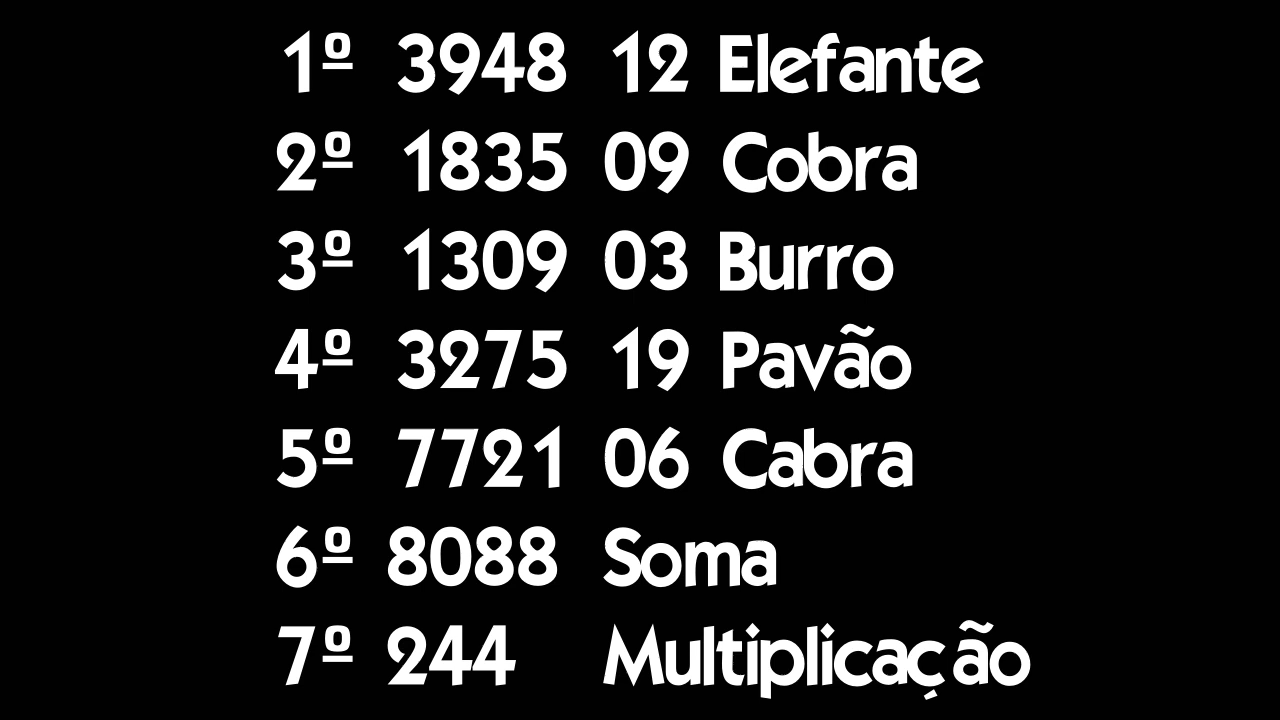 1º 3948 12 Elefante
2º 1835 09 Cobra
3º 1309 03 Burro
4º 3275 19 Pavão
5º 7721 06 Cabra
6º 8088 Soma
7º 244 Multiplicação